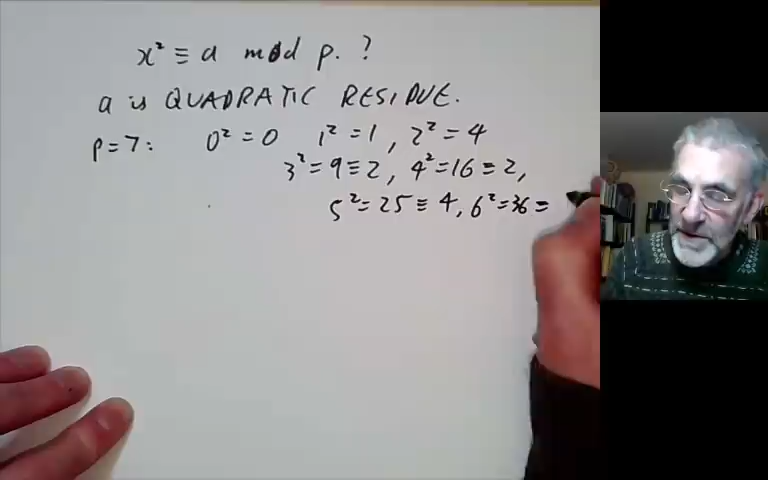 x² ≡ a mod p. ?
a is QUADRATIC RESIDUE.
p=7: 0² = 0 1² = 1, 2² = 4
3² = 9 ≡ 2, 4² = 16 ≡ 2,
5² = 25 ≡ 4, 6² = 36 =